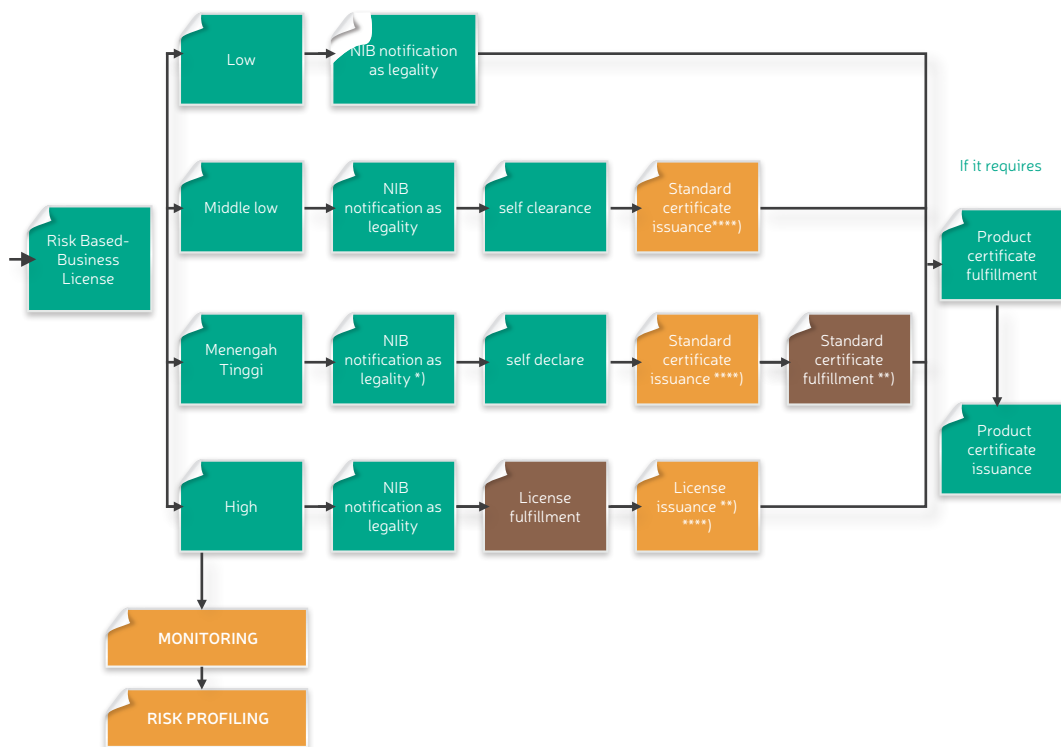 Low
NIB notification
as legality
If it requires
Middle low
NIB
notification as
legality
self clearance
Standard
certificate
issuance****)
Risk Based-
Business
License
Product
certificate
fulfillment
Menengah
Tinggi
NIB
notification as
legality *)
self declare
Standard
certificate
issuance ****)
Standard
certificate
fulfillment **)
Product
certificate
issuance
High
NIB
notification as
legality
License
fulfillment
License
issuance **)
****)
MONITORING
RISK PROFILING